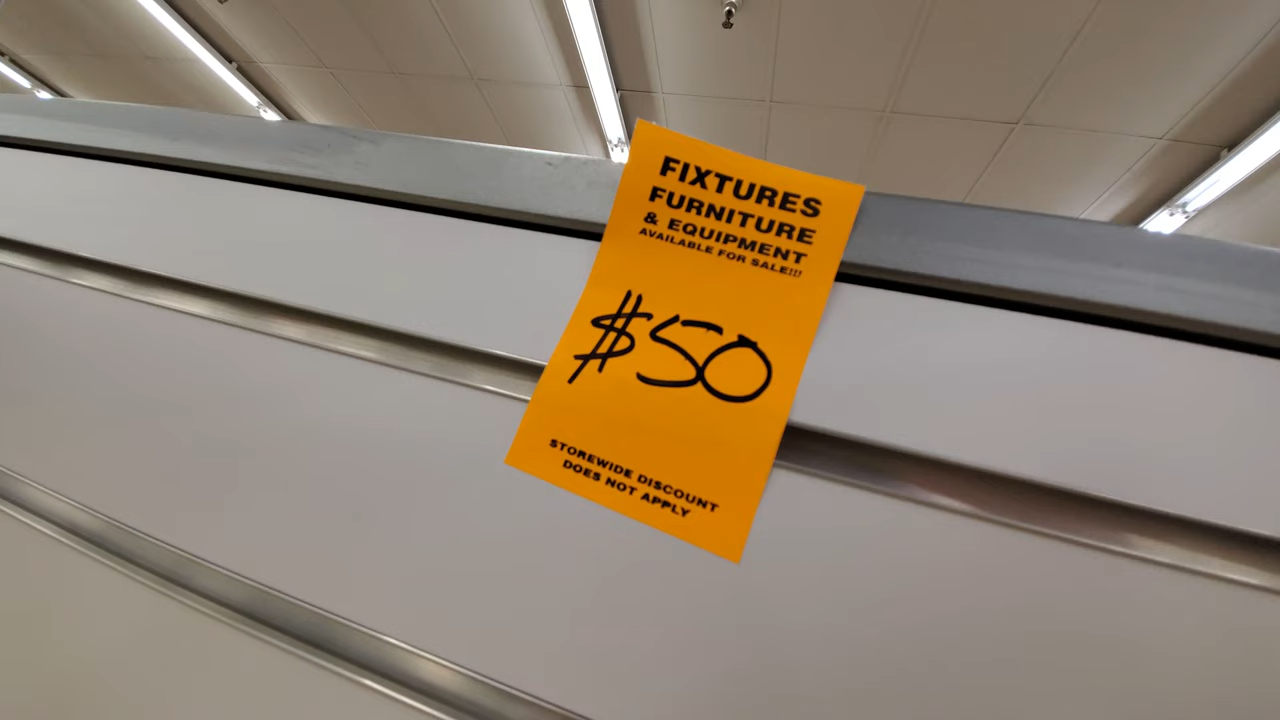 FIXTURES
FURNITURE
& EQUIPMENT
AVAILABLE FOR SALE!!!
$50
STOREWIDE DISCOUNT
DOES NOT APPLY